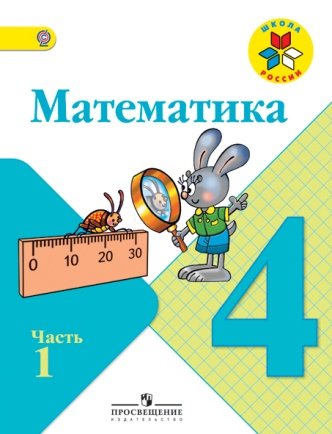 ШКОЛА
РОССИИ
Математика
0 10 20 30
4
Часть
1
ПРОСВЕЩЕНИЕ
ИЗДАТЕЛЬСТВО